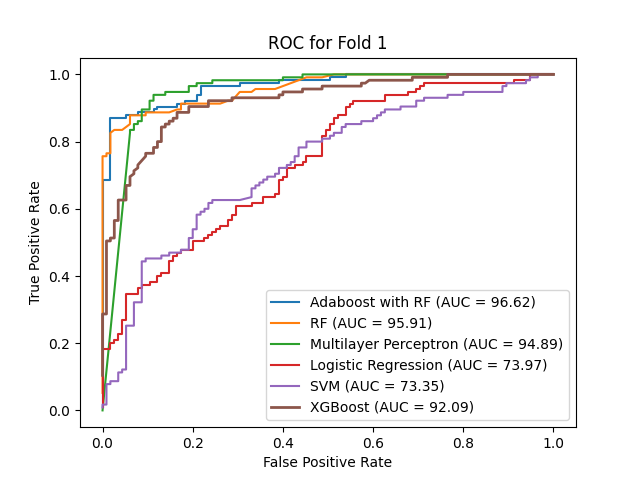 ROC for Fold 1
True Positive Rate
1.0
0.8
0.6
0.4
0.2
0.0
Adaboost with RF (AUC = 96.62)
RF (AUC = 95.91)
Multilayer Perceptron (AUC = 94.89)
Logistic Regression (AUC = 73.97)
SVM (AUC = 73.35)
XGBoost (AUC = 92.09)
0.0 0.2 0.4 0.6 0.8 1.0
False Positive Rate